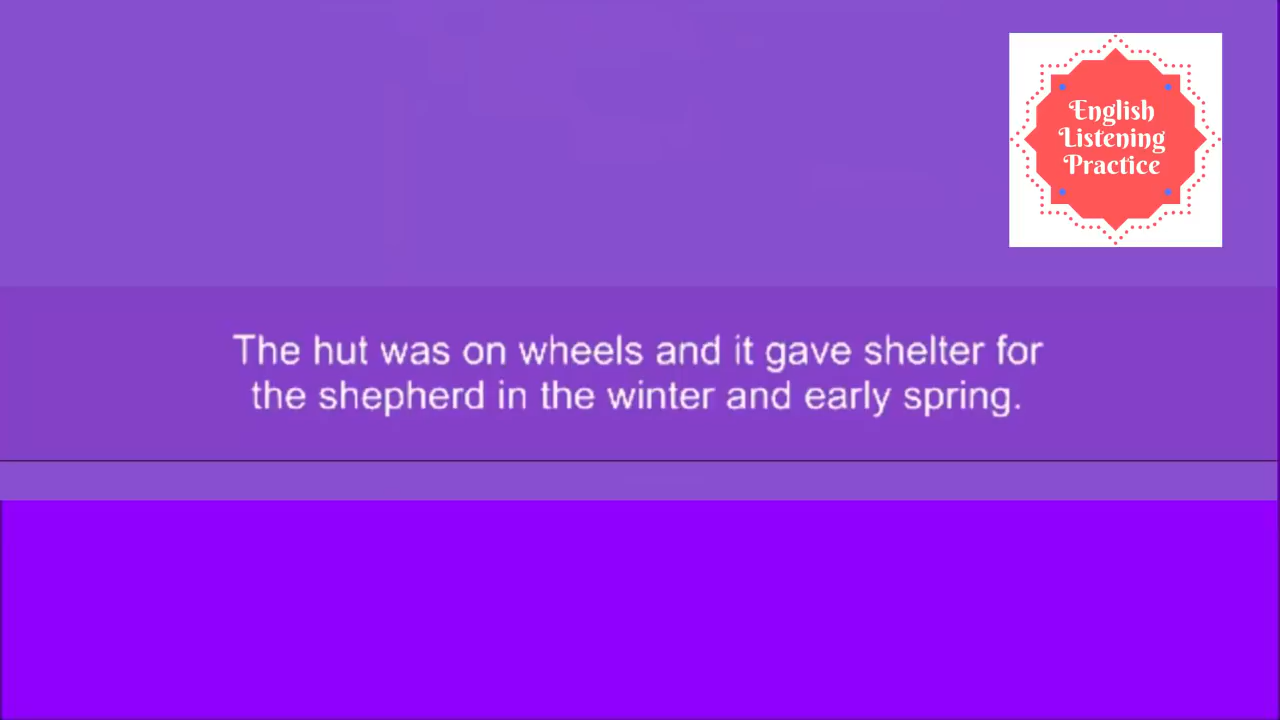 English
Listening
Practice
The hut was on wheels and it gave shelter for
the shepherd in the winter and early spring.